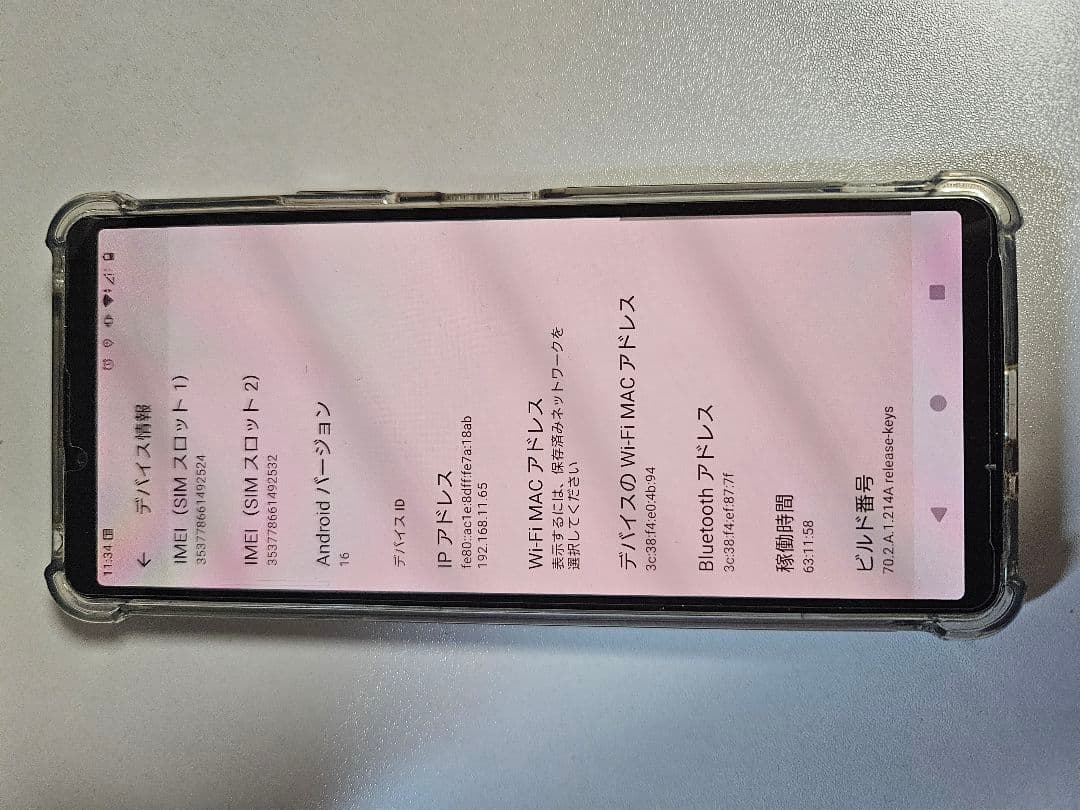 11:34
デバイス情報
IMEI（SIM スロット 1）
353778661492524
IMEI（SIM スロット 2）
353778661492532
Android バージョン
16
デバイス ID
IP アドレス
fe80::ac1e:8dff:fe7a:18ab
192.168.11.65
Wi-Fi MAC アドレス
表示するには、保存済みネットワークを
選択してください
デバイスの Wi-Fi MAC アドレス
3c:38:f4:e0:4b:94
Bluetooth アドレス
3c:38:f4:ef:87:7f
稼働時間
63:11:58
ビルド番号
70.2.A.1.214A release-keys